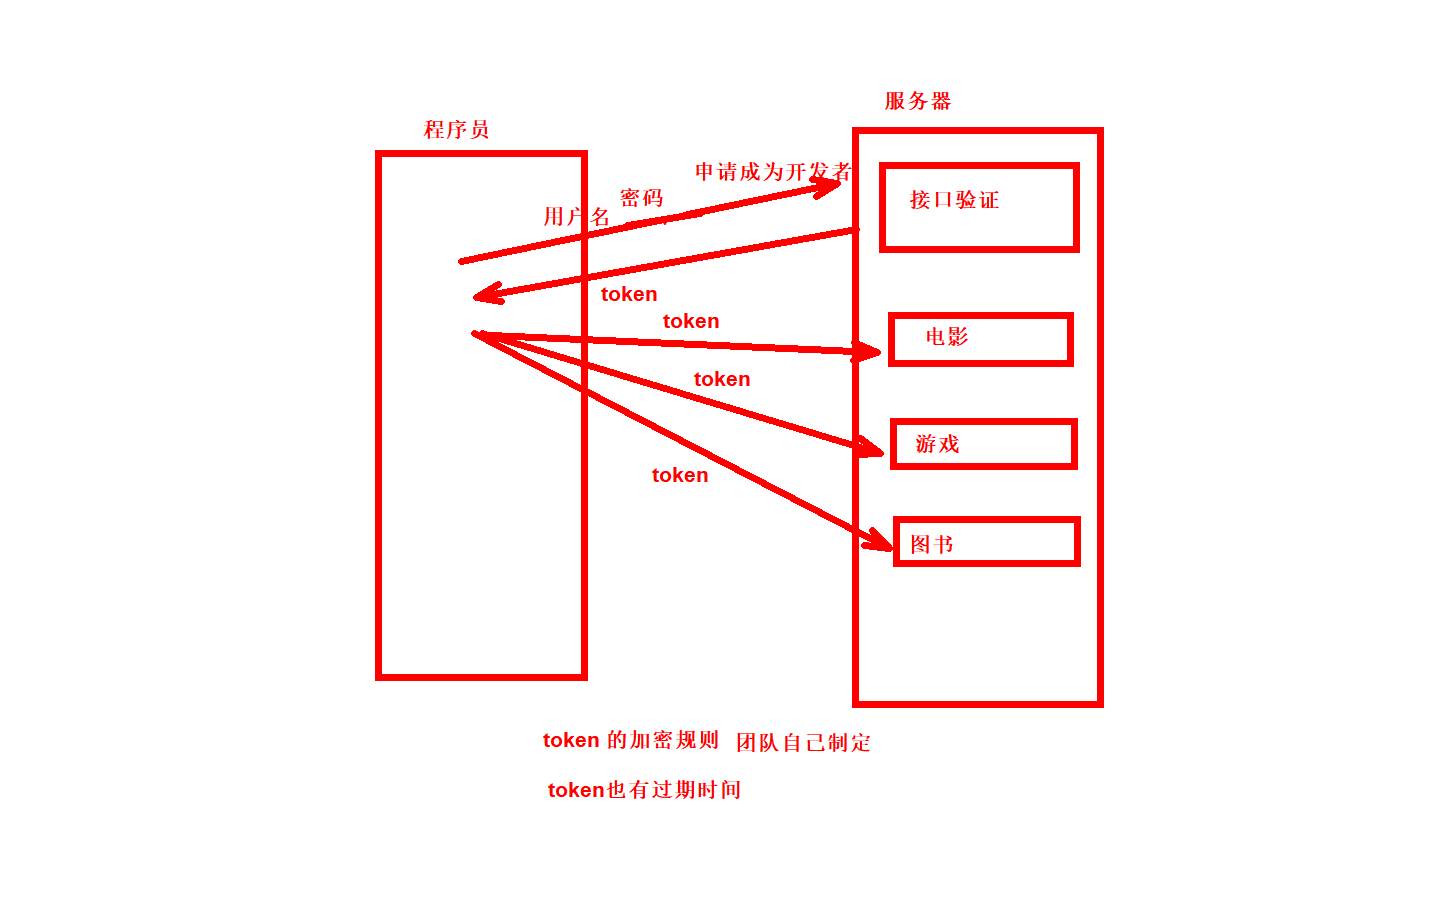 服务器
程序员
申请成为开发者
密码
用户名
接口验证
token
token
电影
token
游戏
token
图书
token 的加密规则 团队自己制定
token也有过期时间